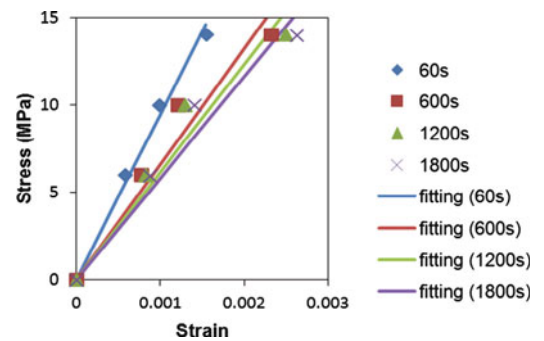 15
10
5
0
Stress (MPa)
0
0.001
0.002
0.003
Strain
60s
600s
1200s
1800s
fitting (60s)
fitting (600s)
fitting (1200s)
fitting (1800s)